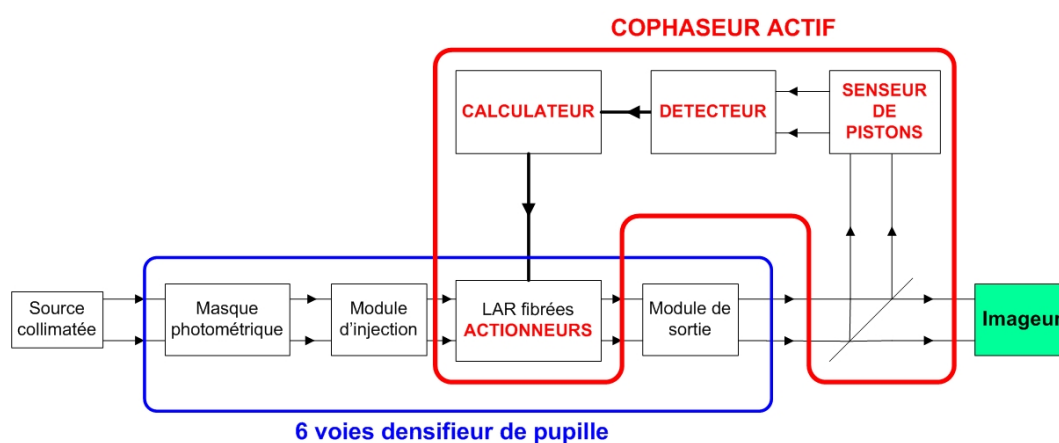 COPHASEUR ACTIF
CALCULATEUR
DETECTEUR
SENSEUR
DE
PISTONS
Source
collimatée
Masque
photométrique
Module
d'injection
LAR fibrées
ACTIONNEURS
Module de
sortie
Imageur
6 voies densifieur de pupille